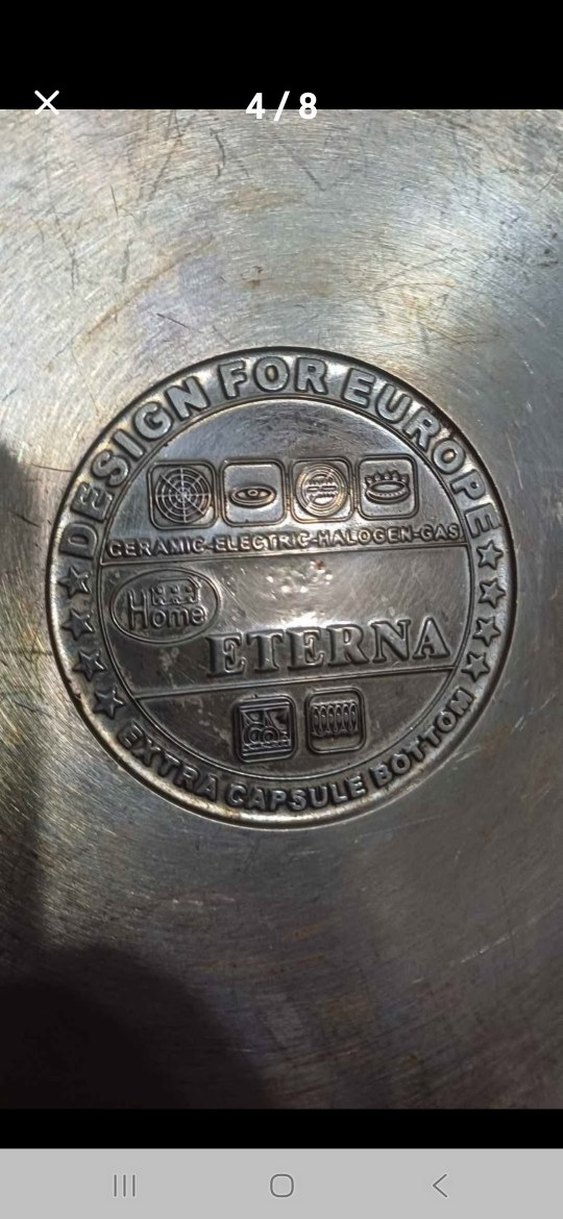 4 / 8
DESIGN FOR EUROPE
CERAMIC-ELECTRIC-HALOGEN-GAS
Home
ETERNA
EXTRA CAPSULE BOTTOM